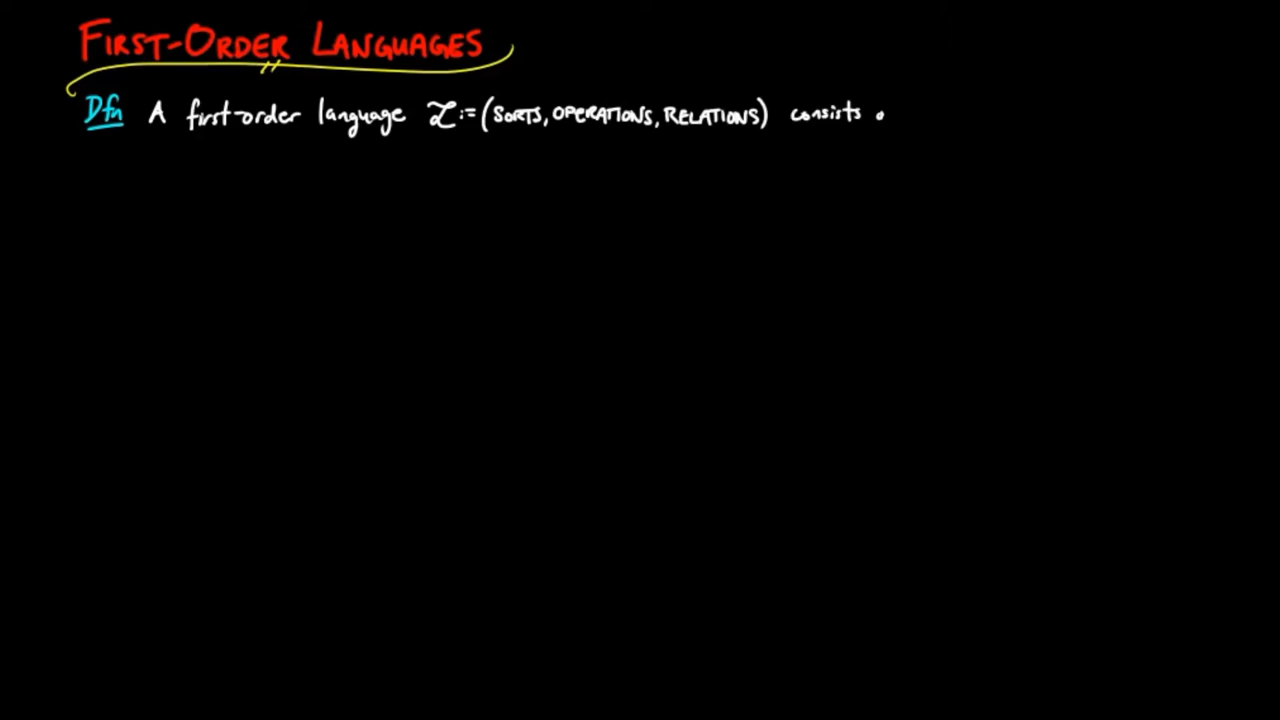 FIRST-ORDER LANGUAGES
Dfn A first-order language ℒ:=(SORTS, OPERATIONS, RELATIONS) consists o